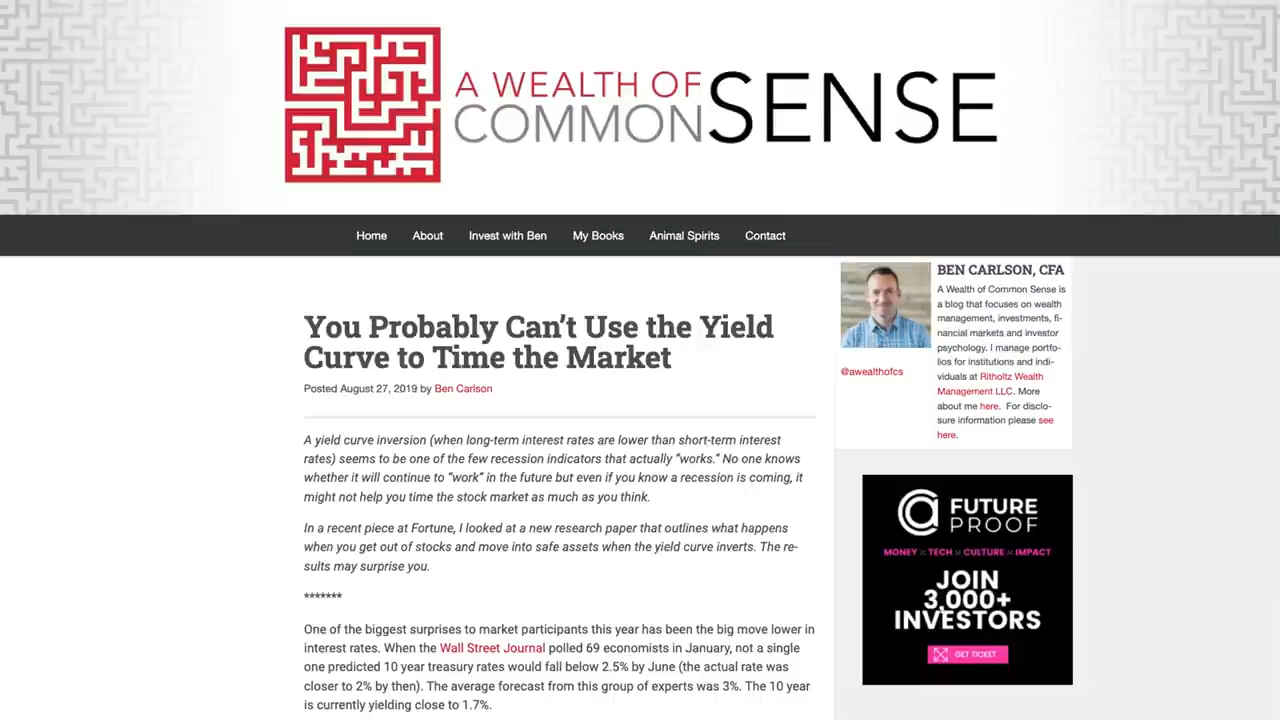 A WEALTH OF
COMMON SENSE
Home About Invest with Ben My Books Animal Spirits Contact
You Probably Can’t Use the Yield
Curve to Time the Market
Posted August 27, 2019 by Ben Carlson
A yield curve inversion (when long-term interest rates are lower than short-term interest
rates) seems to be one of the few recession indicators that actually “works.” No one knows
whether it will continue to “work” in the future but even if you know a recession is coming, it
might not help you time the stock market as much as you think.
In a recent piece at Fortune, I looked at a new research paper that outlines what happens
when you get out of stocks and move into safe assets when the yield curve inverts. The re-
sults may surprise you.
*******
One of the biggest surprises to market participants this year has been the big move lower in
interest rates. When the Wall Street Journal polled 69 economists in January, not a single
one predicted 10 year treasury rates would fall below 2.5% by June (the actual rate was
closer to 2% by then). The average forecast from this group of experts was 3%. The 10 year
is currently yielding close to 1.7%.
BEN CARLSON, CFA
A Wealth of Common Sense is
a blog that focuses on wealth
management, investments, fi-
nancial markets and investor
psychology. I manage portfo-
lios for institutions and indi-
viduals at Ritholtz Wealth
Management LLC. More
about me here. For disclo-
sure information please see
here.
@awealthofcs
FUTURE
PROOF
MONEY × TECH × CULTURE × IMPACT
JOIN
3,000+
INVESTORS
GET TICKET